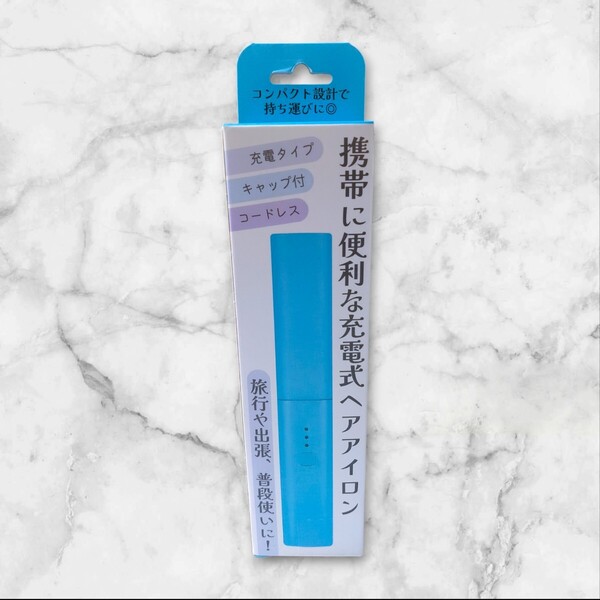 コンパクト設計で
持ち運びに◎
充電タイプ
キャップ付
コードレス
携帯に便利な充電式ヘアアイロン
旅行や出張、普段使いに!